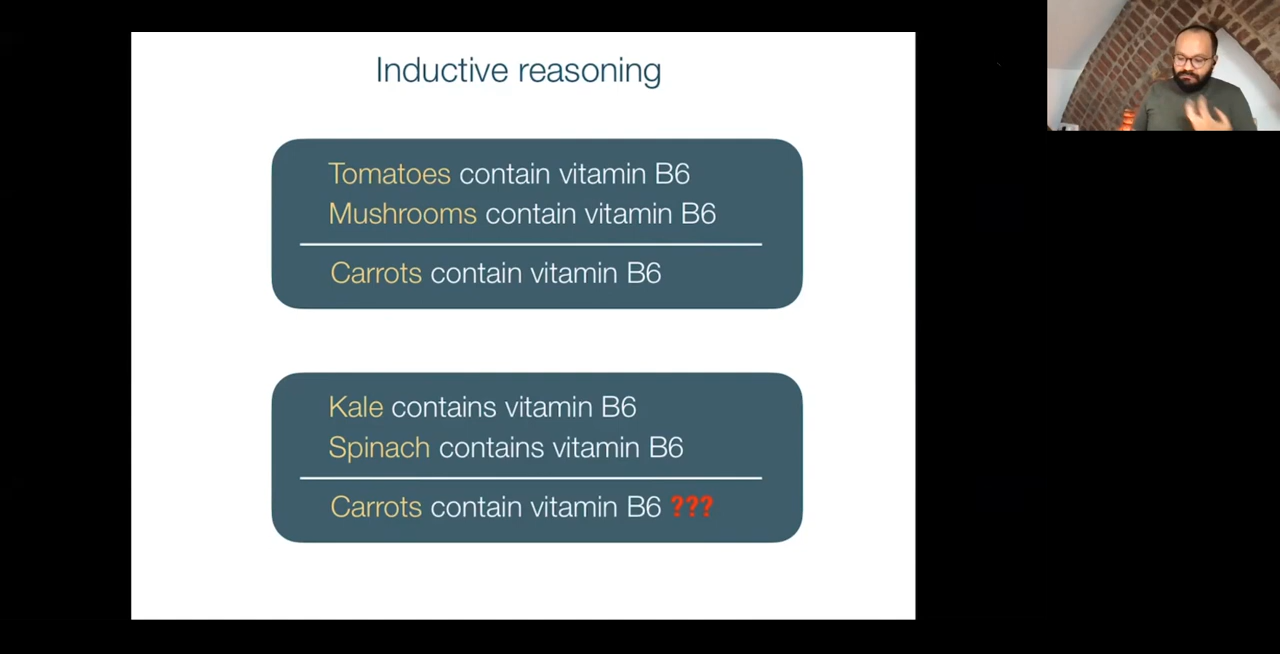 Inductive reasoning
Tomatoes contain vitamin B6
Mushrooms contain vitamin B6
Carrots contain vitamin B6
Kale contains vitamin B6
Spinach contains vitamin B6
Carrots contain vitamin B6 ???